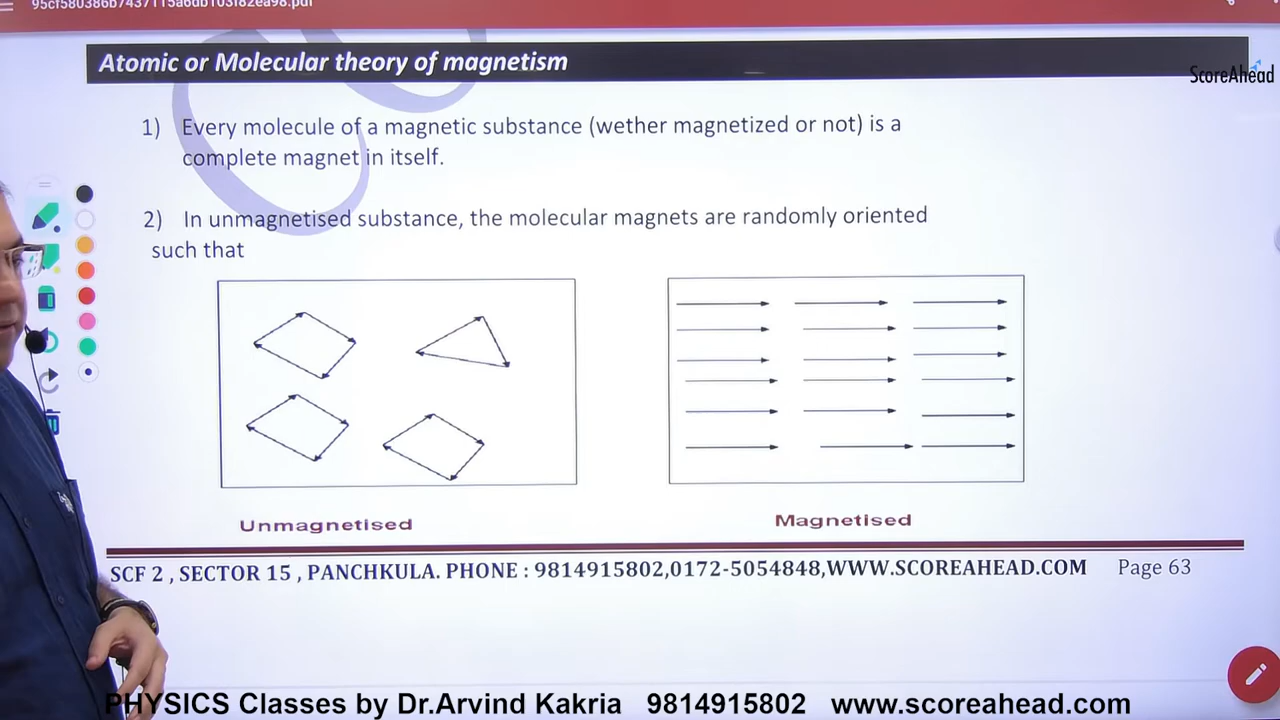 95cf580386b7437115a6db103f82ea98.pdf
Atomic or Molecular theory of magnetism
ScoreAhead
1) Every molecule of a magnetic substance (wether magnetized or not) is a
complete magnet in itself.
2) In unmagnetised substance, the molecular magnets are randomly oriented
such that
Unmagnetised
Magnetised
SCF 2 , SECTOR 15 , PANCHKULA. PHONE : 9814915802,0172-5054848,WWW.SCOREAHEAD.COM Page 63
PHYSICS Classes by Dr.Arvind Kakria 9814915802 www.scoreahead.com